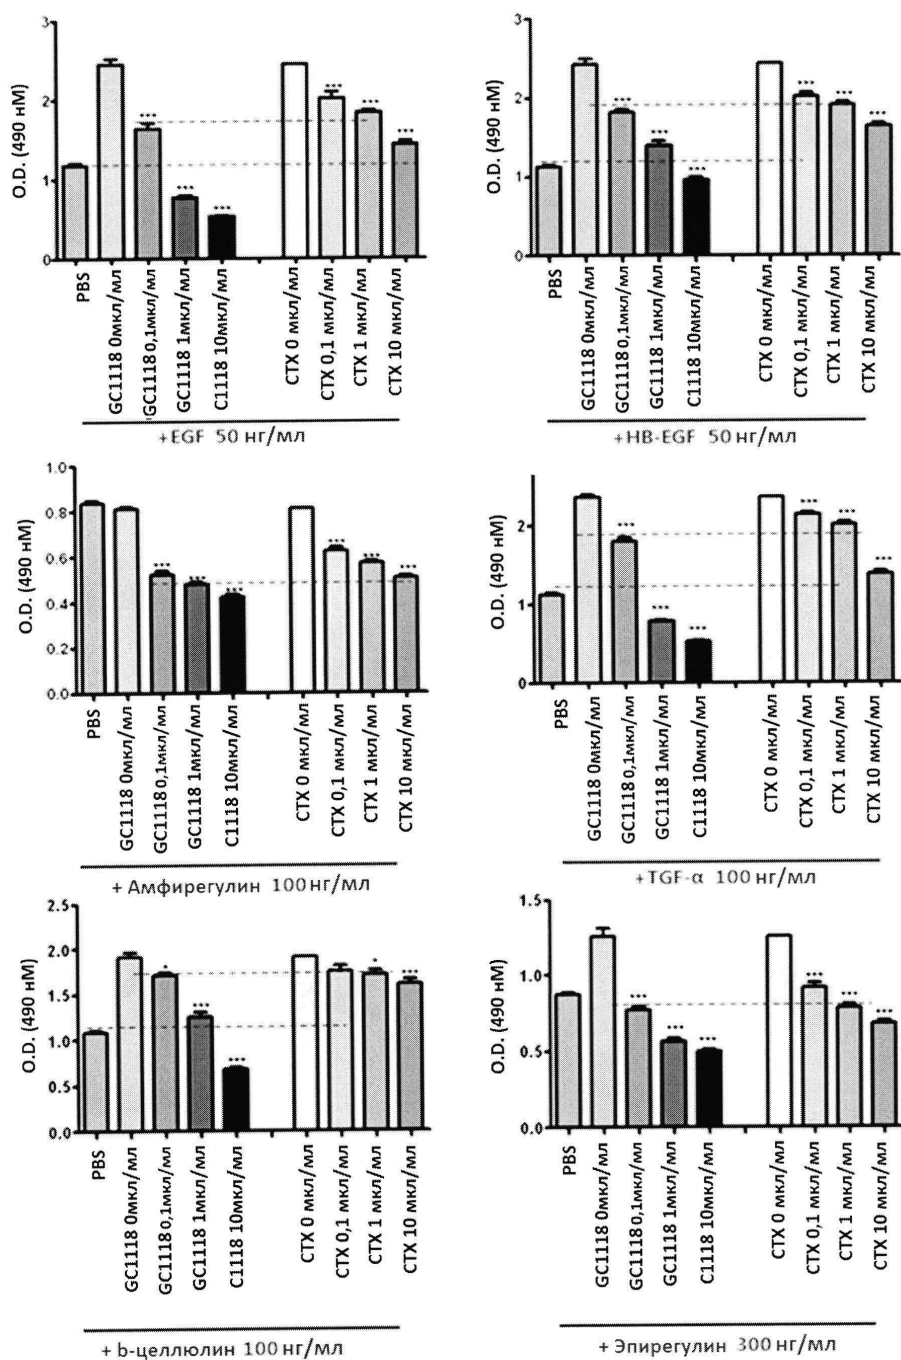 O.D. (490 нМ)
3
2
1
0
***
***
***
***
***
***
PBS
GC1118 0мкл/мл
GC1118 0,1мкл/мл
GC1118 1мкл/мл
C1118 10мкл/мл
CTX 0 мкл/мл
CTX 0,1 мкл/мл
CTX 1 мкл/мл
CTX 10 мкл/мл
+EGF 50 нг/мл
O.D. (490 нМ)
3
2
1
0
***
***
***
***
***
***
PBS
GC1118 0мкл/мл
GC1118 0,1мкл/мл
GC1118 1мкл/мл
C1118 10мкл/мл
CTX 0 мкл/мл
CTX 0,1 мкл/мл
CTX 1 мкл/мл
CTX 10 мкл/мл
+HB-EGF 50 нг/мл
O.D. (490 нМ)
1.0
0.8
0.6
0.4
0.2
0.0
***
***
***
***
***
***
PBS
GC1118 0мкл/мл
GC1118 0,1мкл/мл
GC1118 1мкл/мл
C1118 10мкл/мл
CTX 0 мкл/мл
CTX 0,1 мкл/мл
CTX 1 мкл/мл
CTX 10 мкл/мл
+ Амфирегулин 100 нг/мл
O.D. (490 нМ)
2
1
0
***
***
***
***
***
***
PBS
GC1118 0мкл/мл
GC1118 0,1мкл/мл
GC1118 1мкл/мл
C1118 10мкл/мл
CTX 0 мкл/мл
CTX 0,1 мкл/мл
CTX 1 мкл/мл
CTX 10 мкл/мл
+TGF-α 100 нг/мл
O.D. (490 нМ)
2.5
2.0
1.5
1.0
0.5
0.0
*
***
***
*
***
PBS
GC1118 0мкл/мл
GC1118 0,1мкл/мл
GC1118 1мкл/мл
C1118 10мкл/мл
CTX 0 мкл/мл
CTX 0,1 мкл/мл
CTX 1 мкл/мл
CTX 10 мкл/мл
+ b-целлюлин 100 нг/мл
O.D. (490 нМ)
1.5
1.0
0.5
0.0
***
***
***
***
***
***
PBS
GC1118 0мкл/мл
GC1118 0,1мкл/мл
GC1118 1мкл/мл
C1118 10мкл/мл
CTX 0 мкл/мл
CTX 0,1 мкл/мл
CTX 1 мкл/мл
CTX 10 мкл/мл
+ Эпирегулин 300 нг/мл